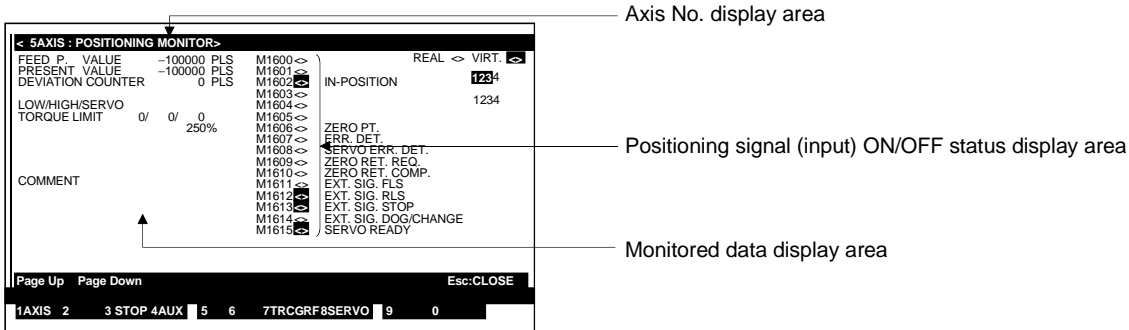 Axis No. display area
< 5AXIS : POSITIONING MONITOR>
FEED P. VALUE −100000 PLS M1600<> REAL <> VIRT. <>
PRESENT VALUE −100000 PLS M1601<> 1234
DEVIATION COUNTER 0 PLS M1602<> IN-POSITION
M1603<> 1234
LOW/HIGH/SERVO M1604<>
TORQUE LIMIT 0/ 0/ 0 M1605<>
250% M1606<> ZERO PT.
M1607<> ERR. DET.
M1608<> SERVO ERR. DET.
Positioning signal (input) ON/OFF status display area
M1609<> ZERO RET. REQ.
M1610<> ZERO RET. COMP.
COMMENT M1611<> EXT. SIG. FLS
M1612<> EXT. SIG. RLS
M1613<> EXT. SIG. STOP
M1614<> EXT. SIG. DOG/CHANGE
M1615<> SERVO READY
Monitored data display area
Page Up Page Down Esc:CLOSE
1AXIS 2 3 STOP 4AUX 5 6 7TRCGRF8SERVO 9 0